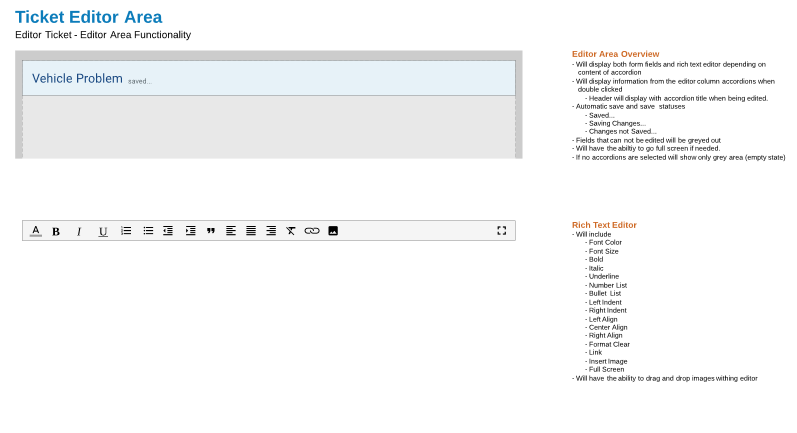 Ticket Editor Area
Editor Ticket - Editor Area Functionality
Vehicle Problem saved...
Editor Area Overview
- Will display both form fields and rich text editor depending on
content of accordion
- Will display information from the editor column accordions when
double clicked
- Header will display with accordion title when being edited.
- Automatic save and save statuses
- Saved...
- Saving Changes...
- Changes not Saved...
- Fields that can not be edited will be greyed out
- Will have the abiltiy to go full screen if needed.
- If no accordions are selected will show only grey area (empty state)
A B I U
Rich Text Editor
- Will include
- Font Color
- Font Size
- Bold
- Italic
- Underline
- Number List
- Bullet List
- Left Indent
- Right Indent
- Left Align
- Center Align
- Right Align
- Format Clear
- Link
- Insert Image
- Full Screen
- Will have the ability to drag and drop images withing editor